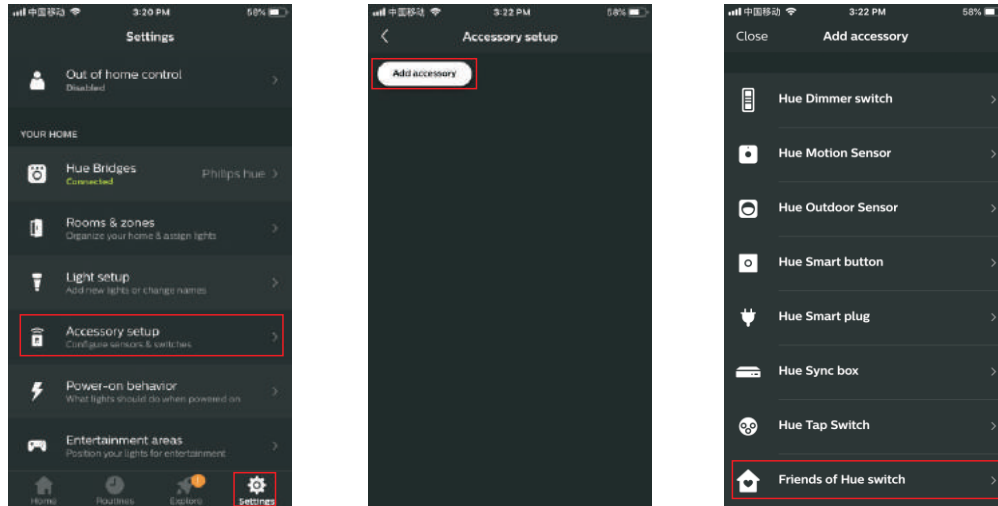 中国移动 3:20 PM 58%
Settings
Out of home control
Disabled
YOUR HOME
Hue Bridges
Connected
Philips hue
Rooms & zones
Organize your home & assign lights
Light setup
Add new lights or change names
Accessory setup
Configure sensors & switches
Power-on behavior
What lights should do when powered on
Entertainment areas
Position your lights for entertainment
Home Routines Explore Settings
中国移动 3:22 PM 58%
Accessory setup
Add accessory
中国移动 3:22 PM 58%
Close Add accessory
Hue Dimmer switch
Hue Motion Sensor
Hue Outdoor Sensor
Hue Smart button
Hue Smart plug
Hue Sync box
Hue Tap Switch
Friends of Hue switch